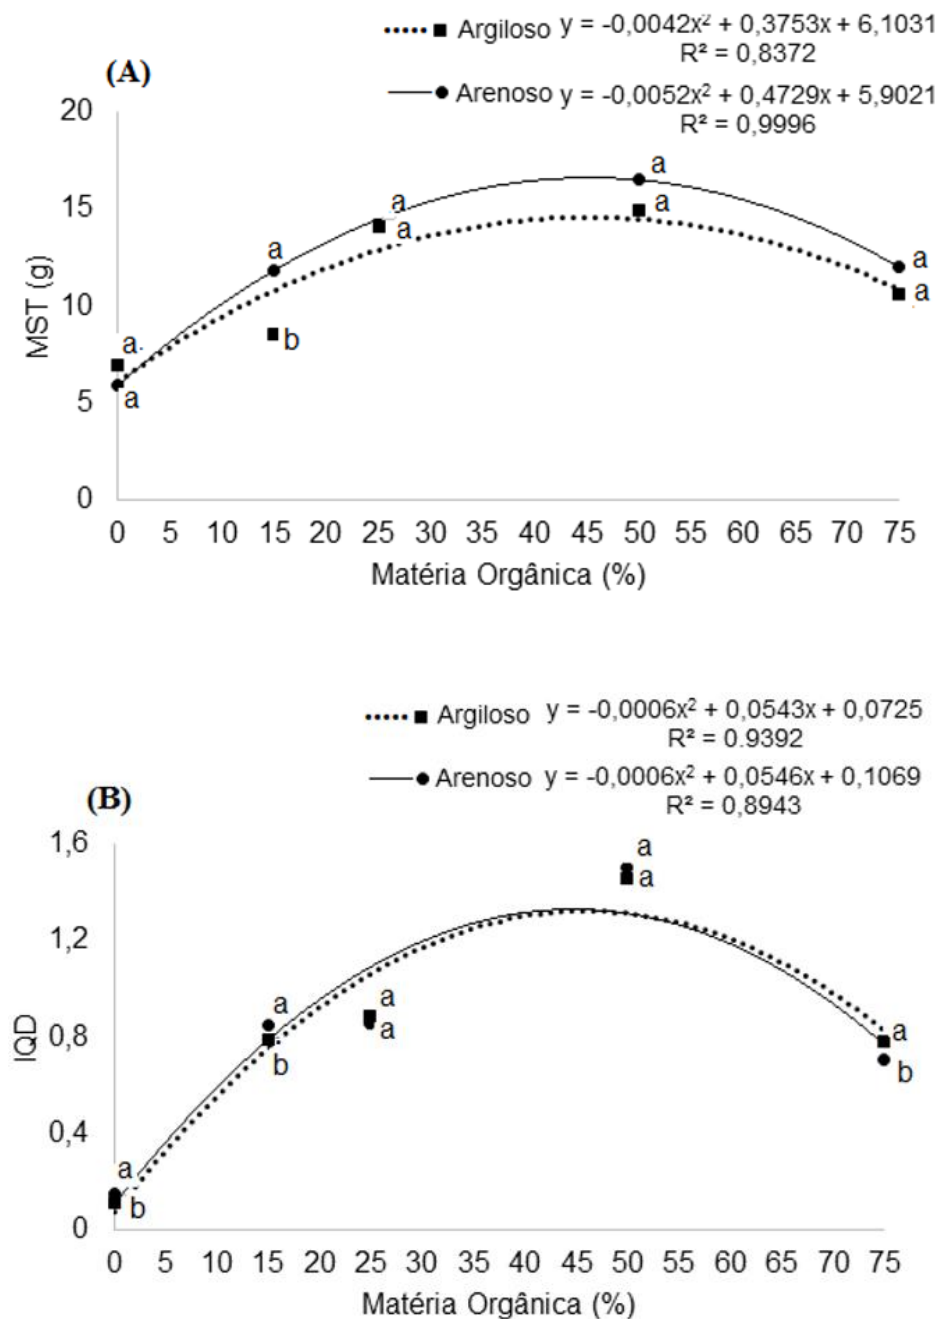 Argiloso y = -0,0042x² + 0,3753x + 6,1031
R² = 0,8372
(A)
Arenoso y = -0,0052x² + 0,4729x + 5,9021
R² = 0,9996
20
a
a
a
a
a
15
a
a
10
a
b
a.
5
a
0
MST (g)
0 5 10 15 20 25 30 35 40 45 50 55 60 65 70 75
Matéria Orgânica (%)
Argiloso y = -0,0006x² + 0,0543x + 0,0725
R² = 0.9392
Arenoso y = -0,0006x² + 0,0546x + 0,1069
(B)
R² = 0,8943
1,6
a
a
1,2
a
a
a
a
0,8
b
b
0,4
a
b
0
IQD
0 5 10 15 20 25 30 35 40 45 50 55 60 65 70 75
Matéria Orgânica (%)